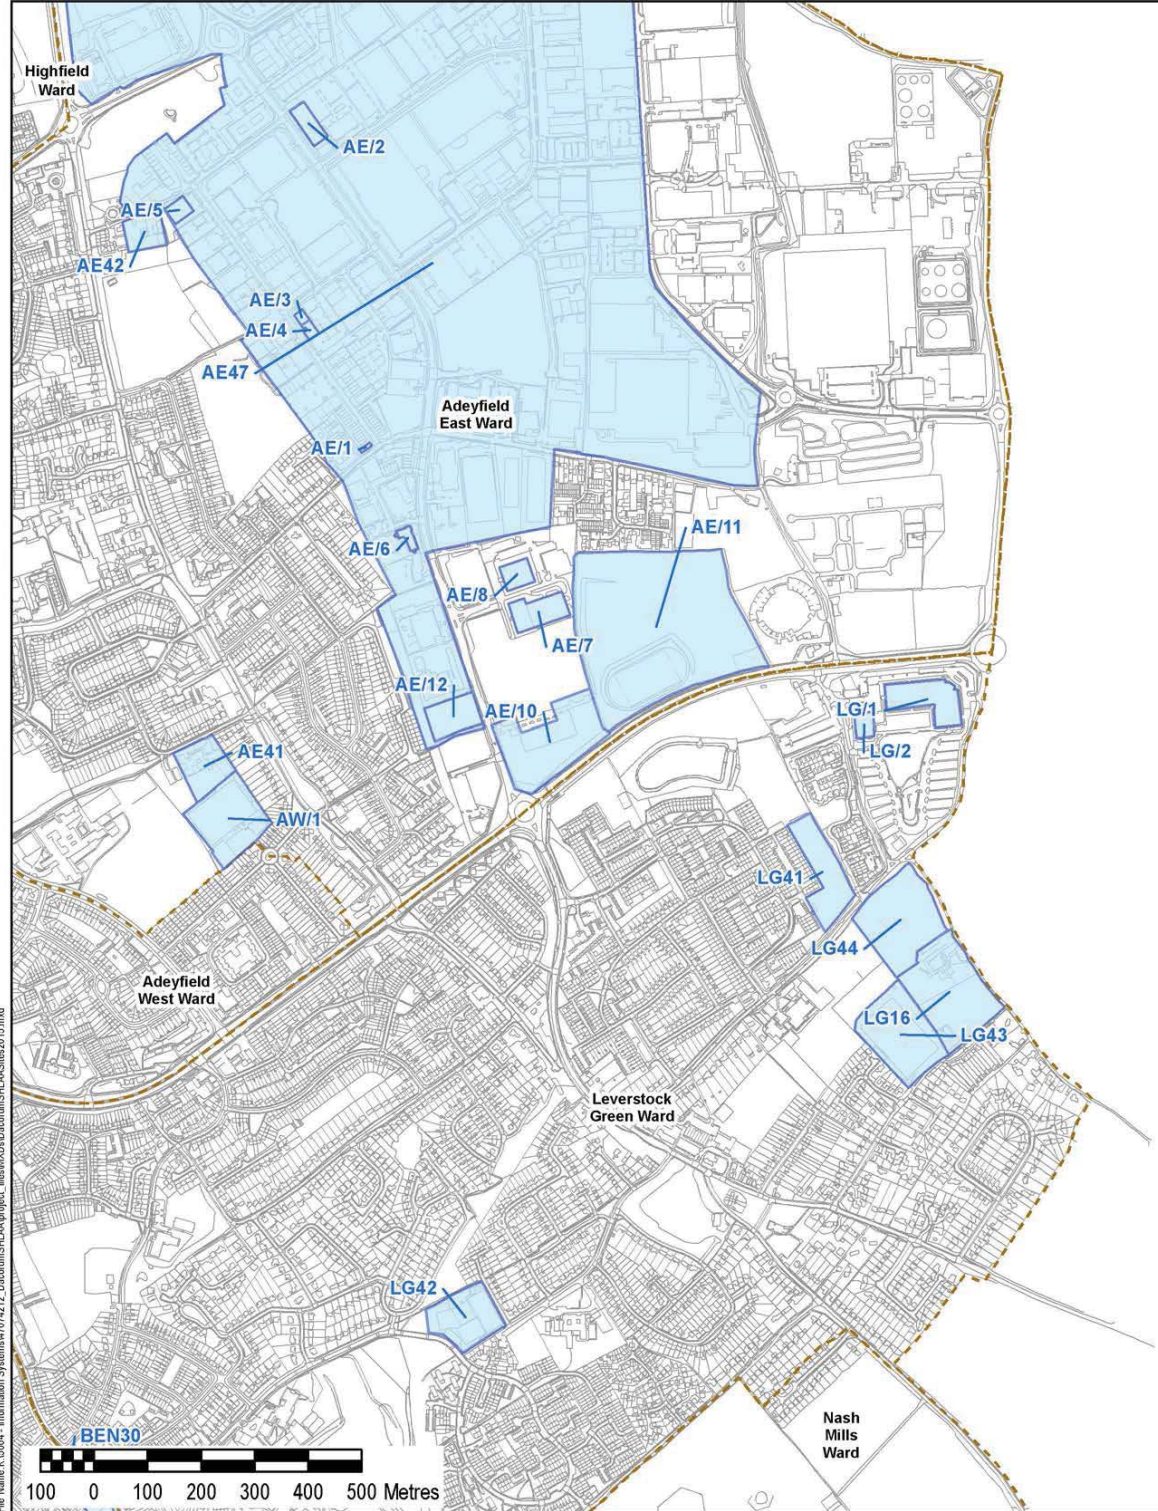 Highfield
Ward
AE/2
AE/5
AE42
AE/3
AE/4
AE47
Adeyfield
East Ward
AE/1
AE/11
AE/6
AE/8
AE/7
AE/12
AE/10
LG/1
LG/2
AE41
AW/1
LG41
LG44
Adeyfield
West Ward
LG16
LG43
Leverstock
Green Ward
LG42
Nash
Mills
Ward
BEN30
100 0 100 200 300 400 500 Metres